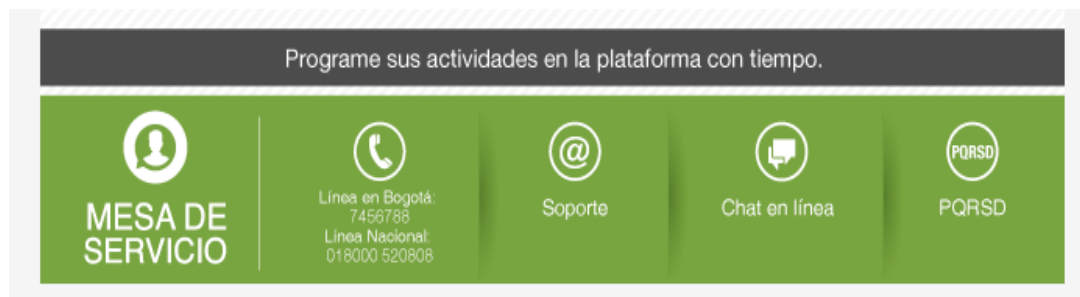 Programe sus actividades en la plataforma con tiempo.
MESA DE
SERVICIO
Línea en Bogotá:
7456788
Línea Nacional:
018000 520808
@
Soporte
Chat en línea
PQRSD
PQRSD